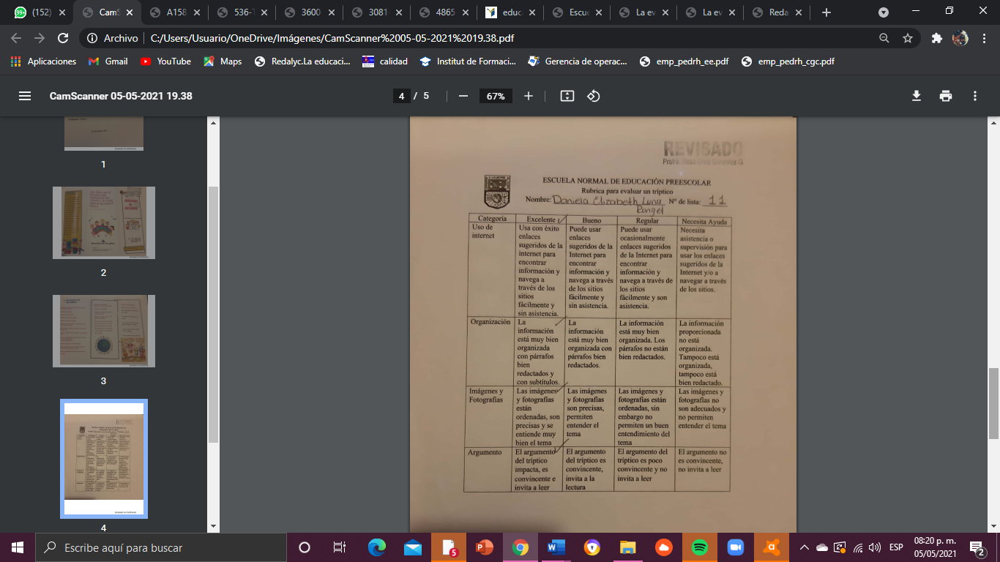 (152)
CamS
A158
536-T
3600
3081
4865
educ
Escue
La ev
La ev
Reda
Archivo
C:/Users/Usuario/OneDrive/Imágenes/CamScanner%2005-05-2021%2019.38.pdf
Aplicaciones
Gmail
YouTube
Maps
Redalyc.La educaci...
calidad
Institut de Formaci...
Gerencia de operac...
emp_pedrh_ee.pdf
emp_pedrh_cgc.pdf
CamScanner 05-05-2021 19.38
4 / 5
67%
1
2
3
4
REVISADO
ESCUELA NORMAL DE EDUCACIÓN PREESCOLAR
Rubrica para evaluar un tríptico
Nombre: Daniela Elizabeth Luna Nº de lista: 11
Rangel
Categoría Excelente Bueno Regular Necesita Ayuda
Uso de
internet
Usa con éxito
enlaces
sugeridos de la
internet para
encontrar
información y
navega a
través de los
sitios
fácilmente y
sin asistencia.
Puede usar
enlaces
sugeridos de la
Internet para
encontrar
información y
navega a través
de los sitios
fácilmente y
sin asistencia.
Puede usar
ocasionalmente
enlaces sugeridos
de la Internet para
encontrar
información y
navega a través de
los sitios
fácilmente y son
asistencia.
Necesita
asistencia o
supervisión para
usar los enlaces
sugeridos de la
Internet y/o a
navegar a través
de los sitios.
Organización
La
información
está muy bien
organizada
con párrafos
bien
redactados y
con subtítulos.
La
información
está muy bien
organizada con
párrafos bien
redactados.
La información
está muy bien
organizada. Los
párrafos no están
bien redactados.
La información
proporcionada
no está
organizada.
Tampoco está
organizada,
tampoco está
bien redactado.
Imágenes y
Fotografías
Las imágenes
y fotografías
están
ordenadas, son
precisas y se
entiende muy
bien el tema
Las imágenes
y fotografías
son precisas,
permiten
entender el
tema
Las imágenes y
fotografías están
ordenadas, sin
embargo no
permiten un buen
entendimiento del
tema
Las imágenes y
fotografías no
son adecuados y
no permiten
entender el tema
Argumento
El argumento
del tríptico
impacta, es
convincente e
invita a leer
El argumento
del tríptico es
convincente,
invita a la
lectura
El argumento del
tríptico es poco
convincente y no
invita a leer
El argumento no
es convincente,
no invita a leer
Escribe aquí para buscar
ESP
08:20 p. m.
05/05/2021
2